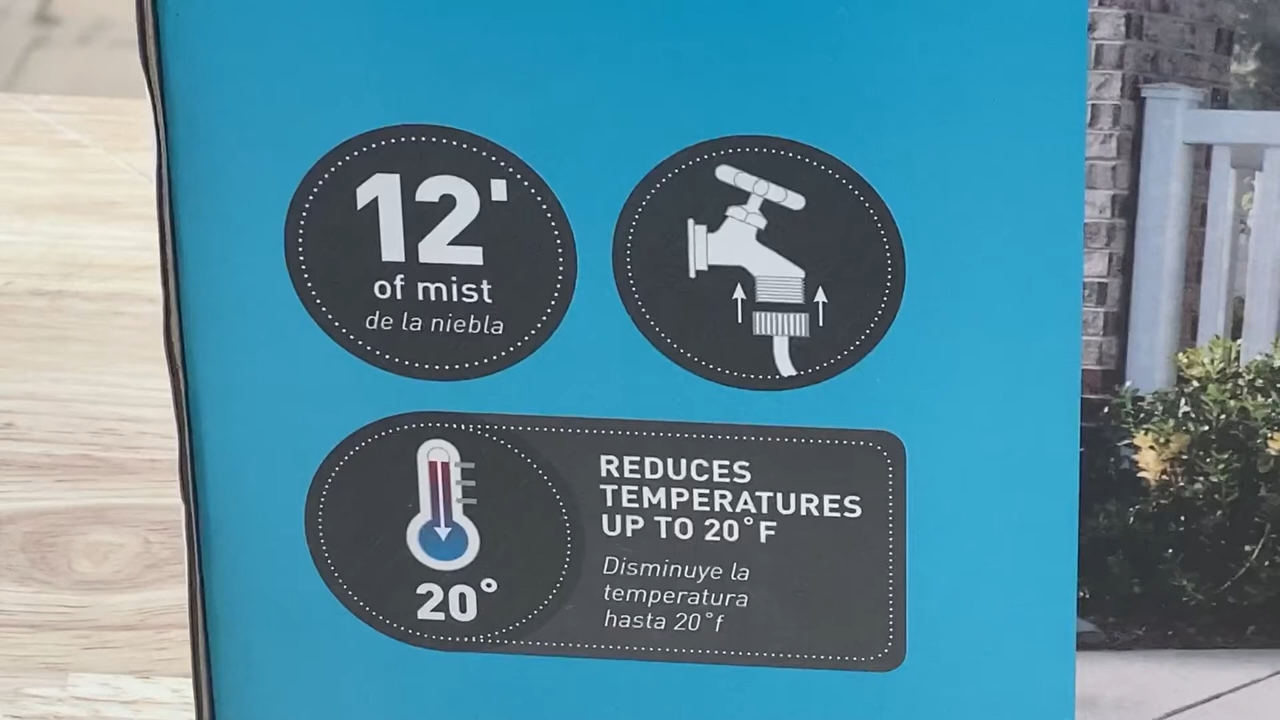 12'
of mist
de la niebla
20°
REDUCES
TEMPERATURES
UP TO 20°F
Disminuye la
temperatura
hasta 20°f